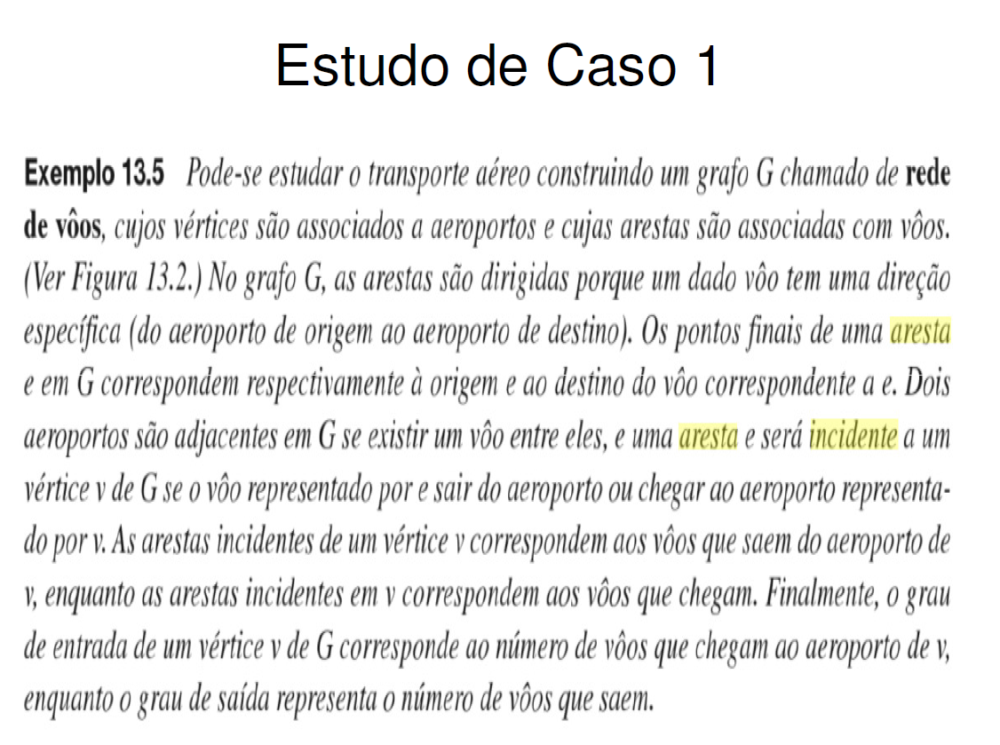 Estudo de Caso 1
Exemplo 13.5 Pode-se estudar o transporte aéreo construindo um grafo G chamado de rede
de vôos, cujos vértices são associados a aeroportos e cujas arestas são associadas com vôos.
(Ver Figura 13.2.) No grafo G, as arestas são dirigidas porque um dado vôo tem uma direção
específica (do aeroporto de origem ao aeroporto de destino). Os pontos finais de uma aresta
e em G correspondem respectivamente à origem e ao destino do vôo correspondente a e. Dois
aeroportos são adjacentes em G se existir um vôo entre eles, e uma aresta e será incidente a um
vértice v de G se o vôo representado por e sair do aeroporto ou chegar ao aeroporto representa-
do por v. As arestas incidentes de um vértice v correspondem aos vôos que saem do aeroporto de
v, enquanto as arestas incidentes em v correspondem aos vôos que chegam. Finalmente, o grau
de entrada de um vértice v de G corresponde ao número de vôos que chegam ao aeroporto de v,
enquanto o grau de saída representa o número de vôos que saem.